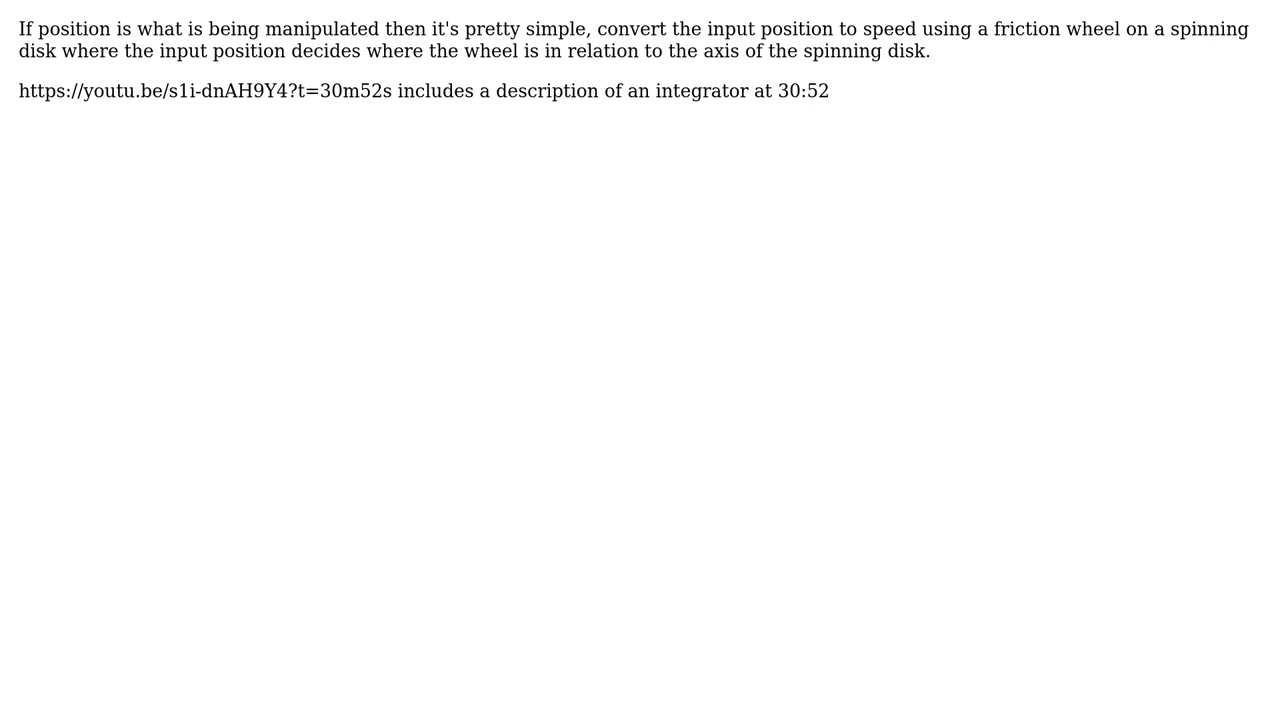 If position is what is being manipulated then it's pretty simple, convert the input position to speed using a friction wheel on a spinning
disk where the input position decides where the wheel is in relation to the axis of the spinning disk.
https://youtu.be/s1i-dnAH9Y4?t=30m52s includes a description of an integrator at 30:52